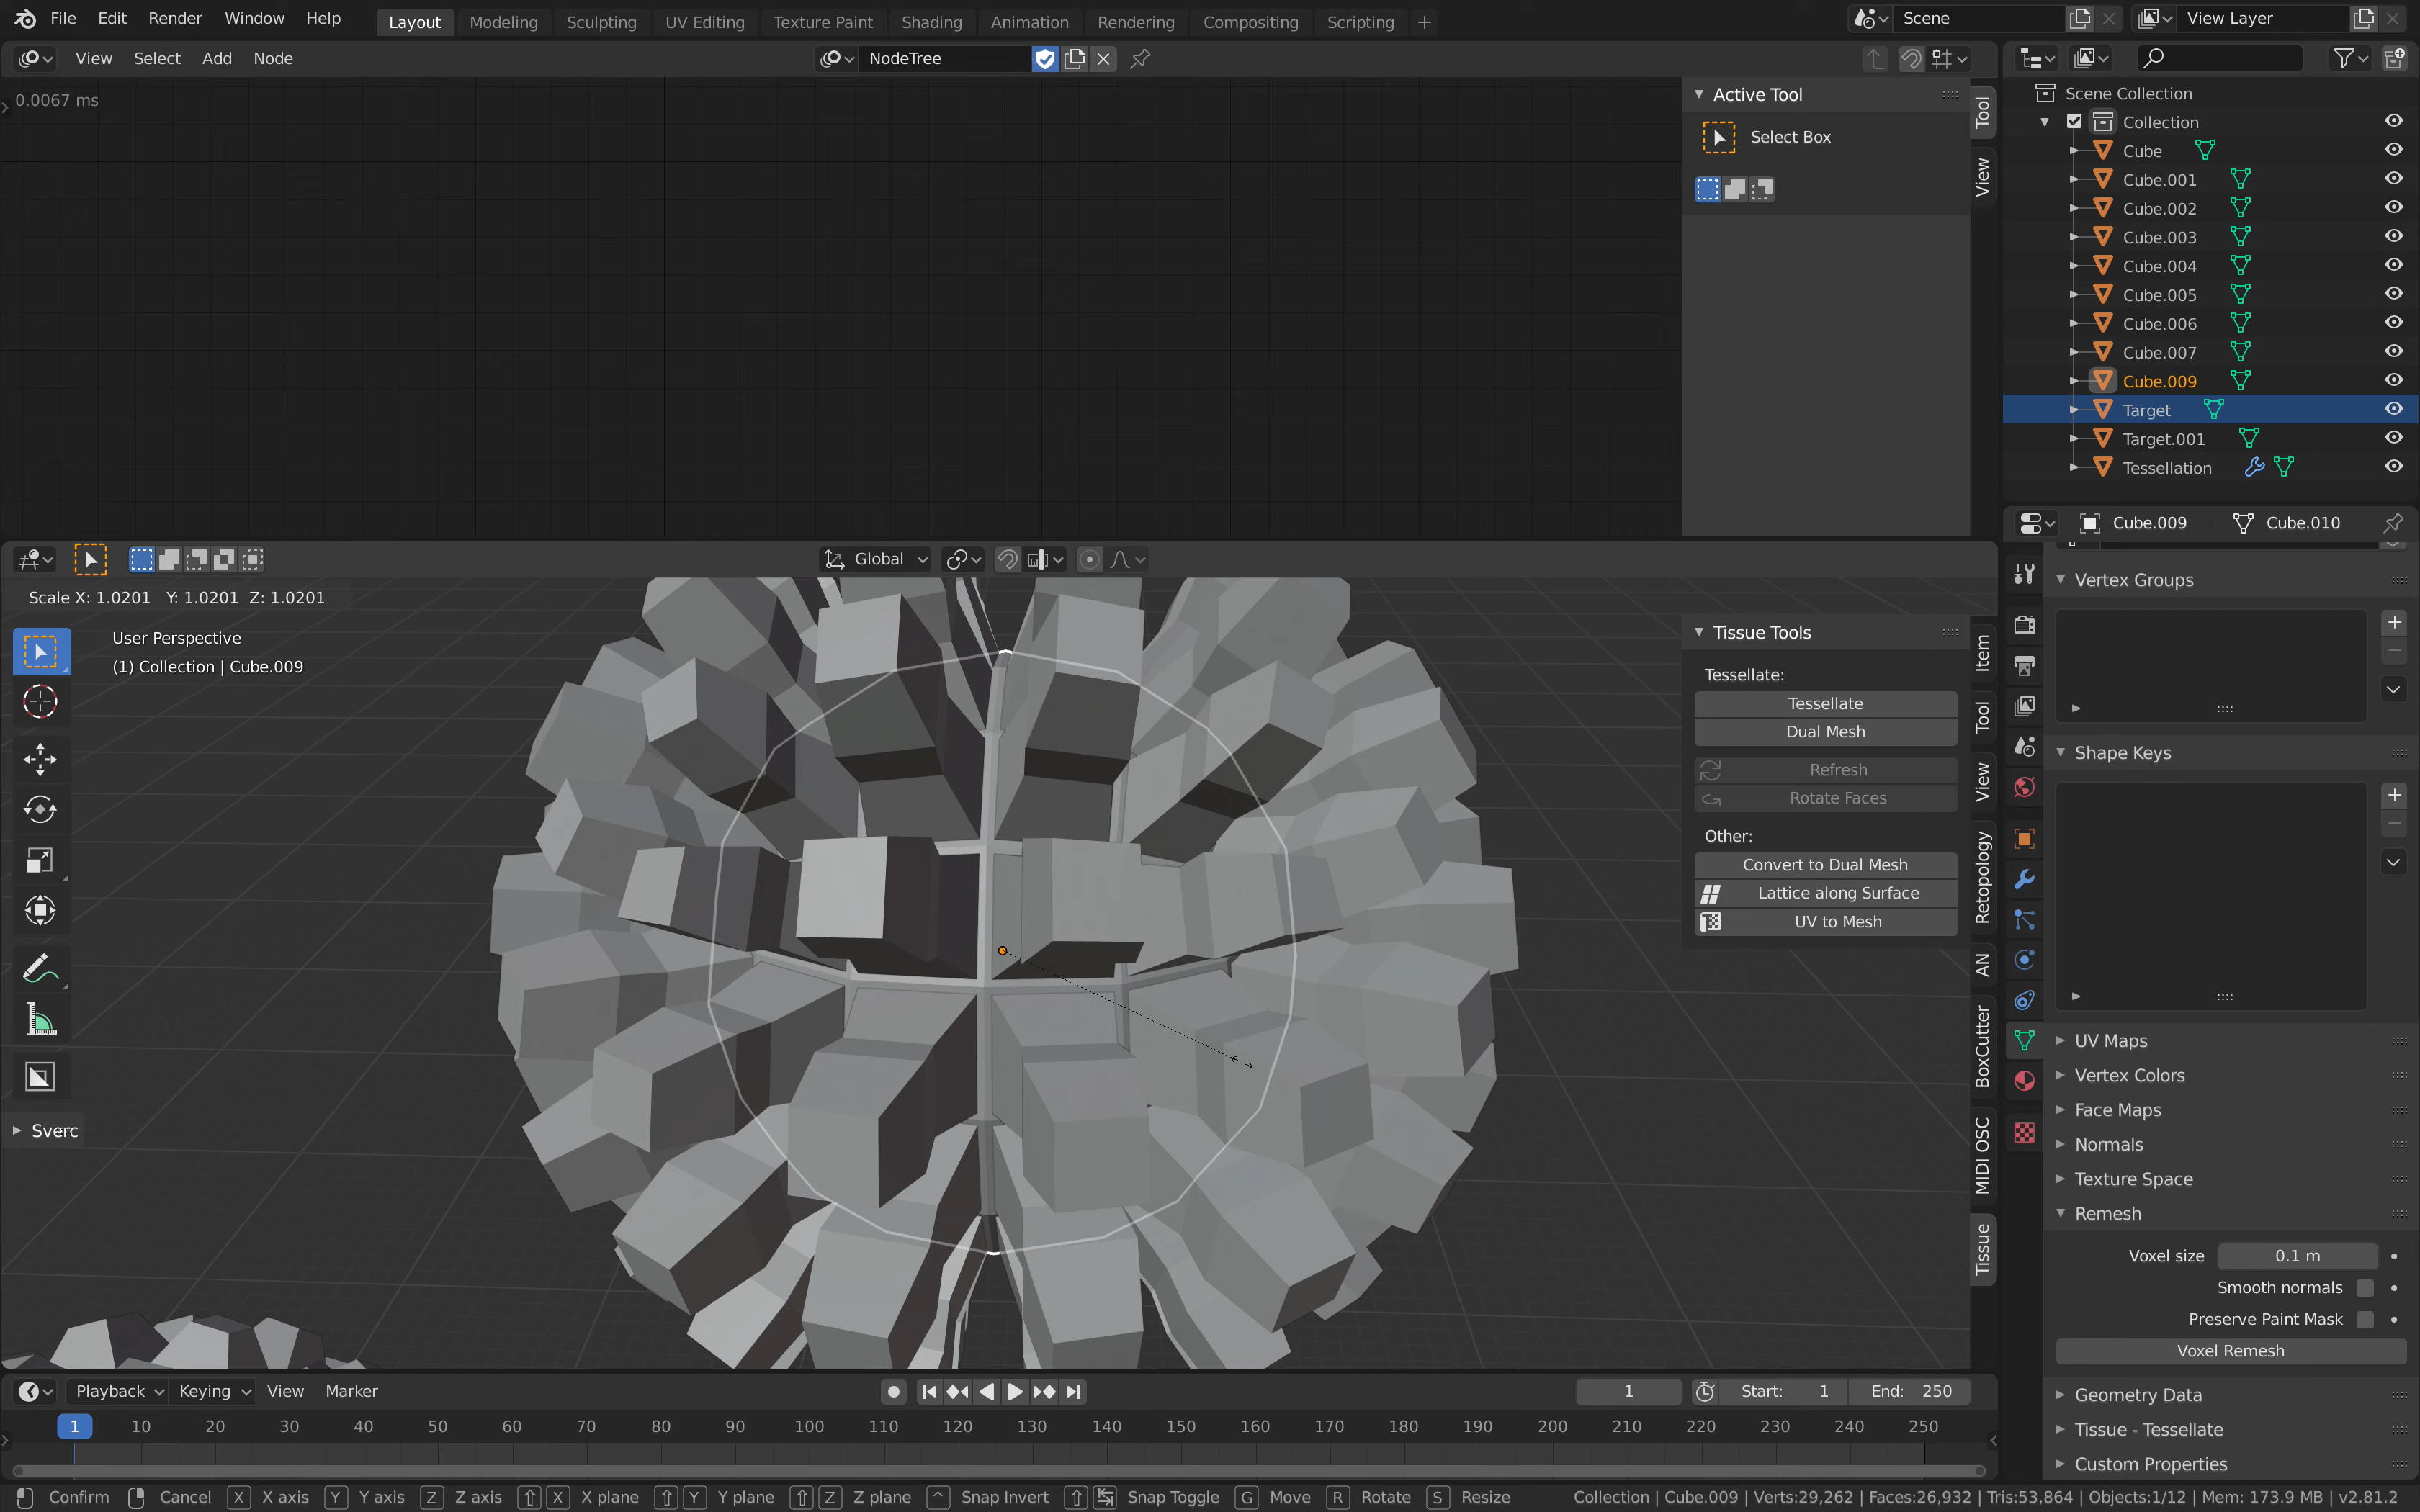 File Edit Render Window Help Layout Modeling Sculpting UV Editing Texture Paint Shading Animation Rendering Compositing Scripting + Scene View Layer
View Select Add Node NodeTree
0.0067 ms
Active Tool
Select Box
Tool
View
Scene Collection
Collection
Cube
Cube.001
Cube.002
Cube.003
Cube.004
Cube.005
Cube.006
Cube.007
Cube.009
Target
Target.001
Tessellation
Global
Scale X: 1.0201 Y: 1.0201 Z: 1.0201
User Perspective
(1) Collection | Cube.009
Tissue Tools
Tessellate:
Tessellate
Dual Mesh
Refresh
Rotate Faces
Other:
Convert to Dual Mesh
Lattice along Surface
UV to Mesh
Item
Tool
View
Retopology
AN
BoxCutter
MIDI OSC
Tissue
Sverc
Cube.009 Cube.010
Vertex Groups
Shape Keys
UV Maps
Vertex Colors
Face Maps
Normals
Texture Space
Remesh
Voxel size 0.1 m
Smooth normals
Preserve Paint Mask
Voxel Remesh
Geometry Data
Tissue - Tessellate
Custom Properties
Playback Keying View Marker 1 Start: 1 End: 250
1 10 20 30 40 50 60 70 80 90 100 110 120 130 140 150 160 170 180 190 200 210 220 230 240 250
Confirm Cancel X X axis Y Y axis Z Z axis X X plane Y Y plane Z Z plane ^ Snap Invert Snap Toggle G Move R Rotate S Resize Collection | Cube.009 | Verts:29,262 | Faces:26,932 | Tris:53,864 | Objects:1/12 | Mem: 173.9 MB | v2.81.2